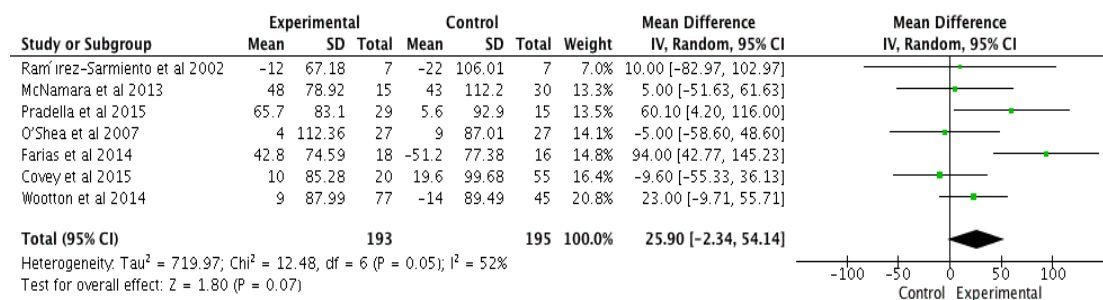 Experimental Control Mean Difference Mean Difference
Study or Subgroup Mean SD Total Mean SD Total Weight IV, Random, 95% CI IV, Random, 95% CI
Ram ́ırez-Sarmiento et al 2002 -12 67.18 7 -22 106.01 7 7.0% 10.00 [-82.97, 102.97]
McNamara et al 2013 48 78.92 15 43 112.2 30 13.3% 5.00 [-51.63, 61.63]
Pradella et al 2015 65.7 83.1 29 5.6 92.9 15 13.5% 60.10 [4.20, 116.00]
O'Shea et al 2007 4 112.36 27 9 87.01 27 14.1% -5.00 [-58.60, 48.60]
Farias et al 2014 42.8 74.59 18 -51.2 77.38 16 14.8% 94.00 [42.77, 145.23]
Covey et al 2015 10 85.28 20 19.6 99.68 55 16.4% -9.60 [-55.33, 36.13]
Wootton et al 2014 9 87.99 77 -14 89.49 45 20.8% 23.00 [-9.71, 55.71]
Total (95% CI) 193 195 100.0% 25.90 [-2.34, 54.14]
Heterogeneity: Tau² = 719.97; Chi² = 12.48, df = 6 (P = 0.05); I² = 52%
Test for overall effect: Z = 1.80 (P = 0.07)
-100 -50 0 50 100
Control Experimental